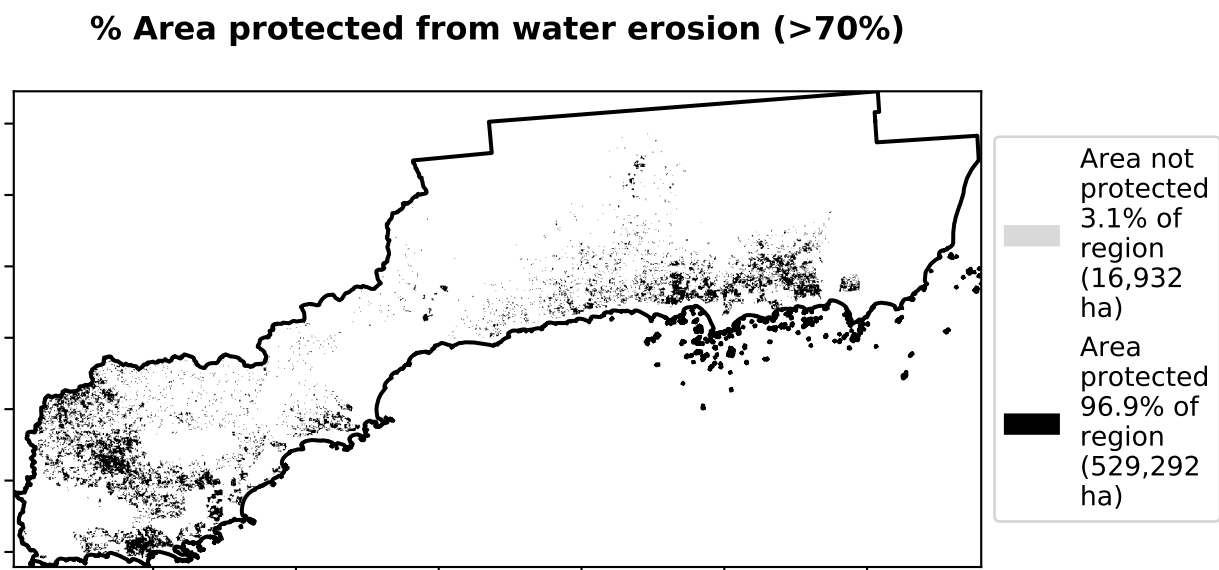 % Area protected from water erosion (>70%)
Area not
protected
3.1% of
region
(16,932
ha)
Area
protected
96.9% of
region
(529,292
ha)